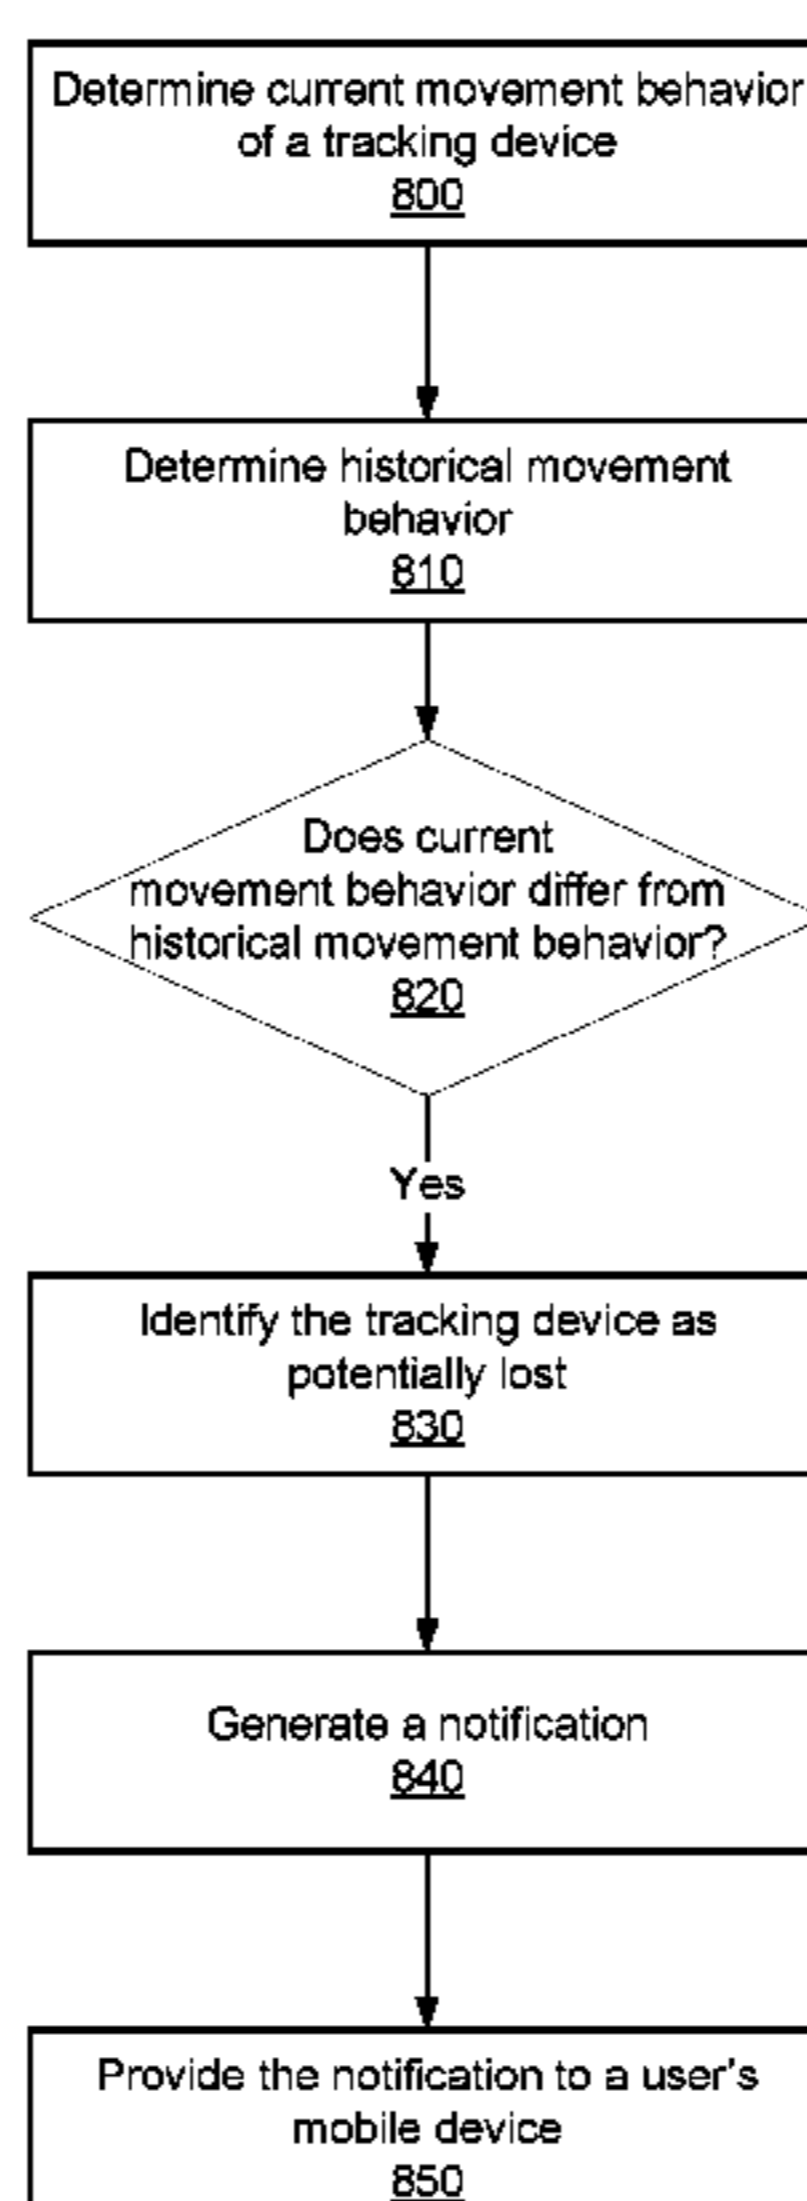 Determine current movement behavior
of a tracking device
800
Determine historical movement
behavior
810
Does current
movement behavior differ from
historical movement behavior?
820
Yes
Identify the tracking device as
potentially lost
830
Generate a notification
840
Provide the notification to a user's
mobile device
850